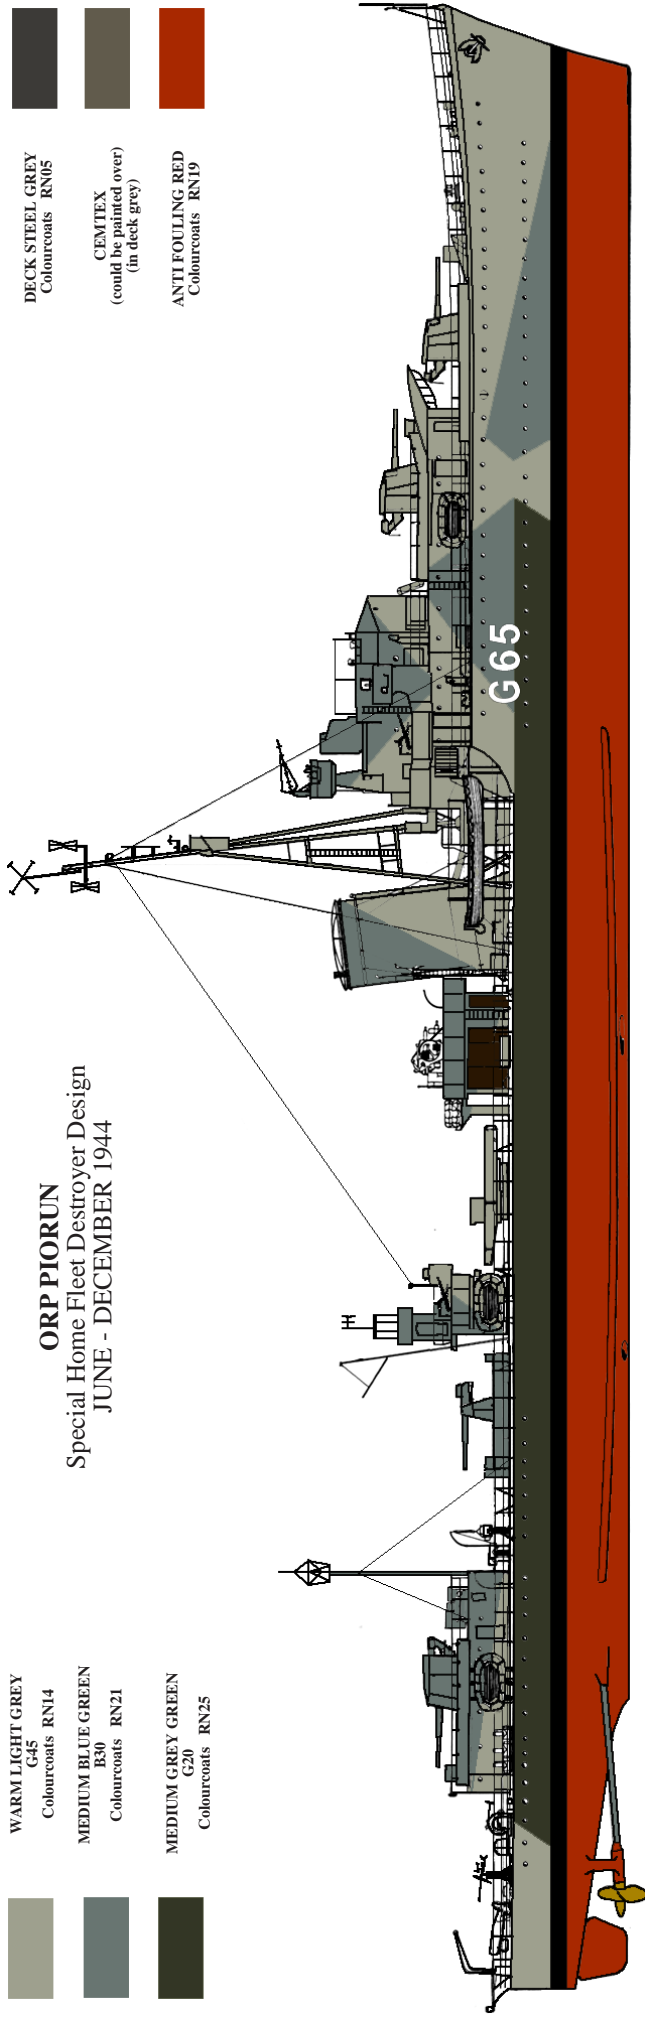 WARM LIGHT GREY
G45
Colourcoats RN14
MEDIUM BLUE GREEN
B30
Colourcoats RN21
MEDIUM GREY GREEN
G20
Colourcoats RN25
ORP PIORUN
Special Home Fleet Destroyer Design
JUNE - DECEMBER 1944
DECK STEEL GREY
Colourcoats RN05
CEMTEX
(could be painted over)
(in deck grey)
ANTI FOULING RED
Colourcoats RN19
G65